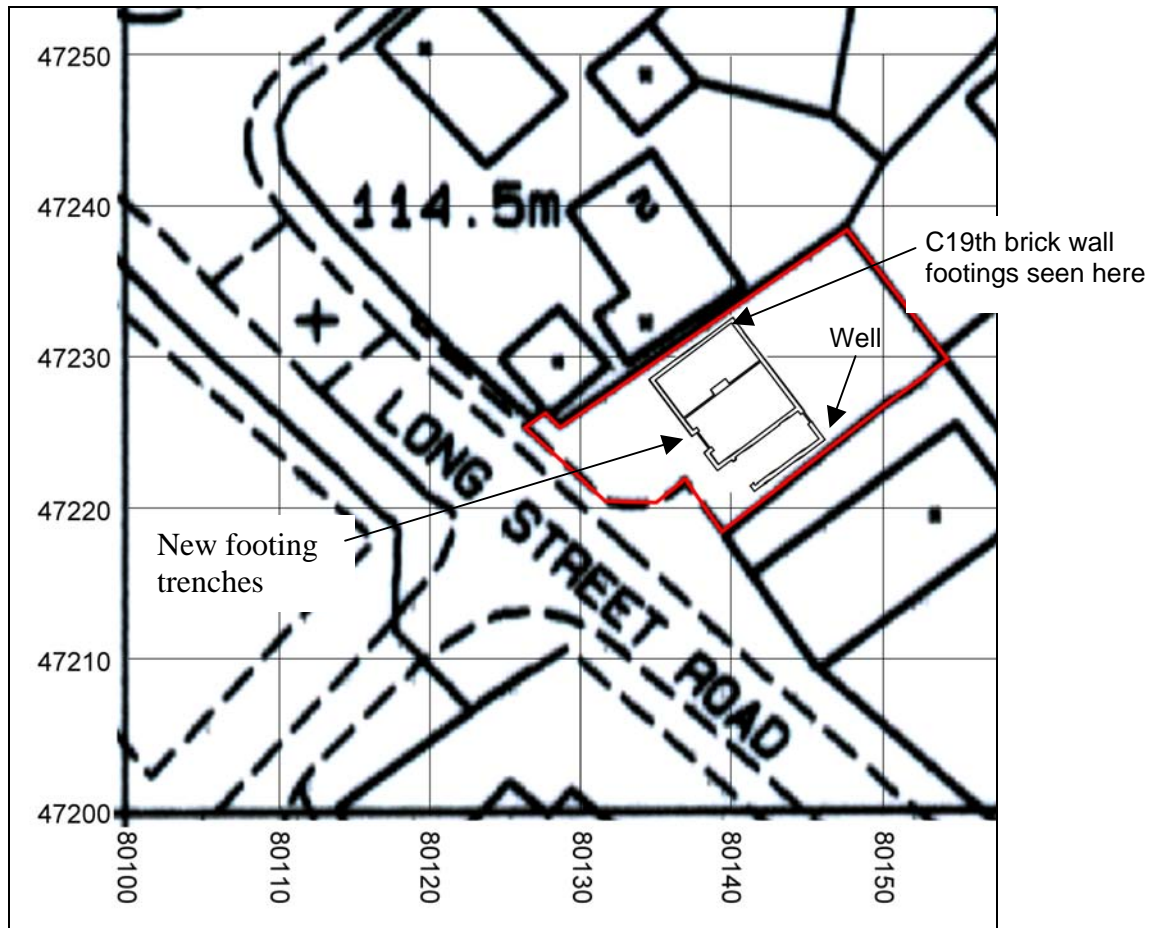 47250
47240
47230
47220
47210
47200
80100
80110
80120
80130
80140
80150
114.5m
2
C19th brick wall
footings seen here
Well
LONG STREET ROAD
New footing
trenches